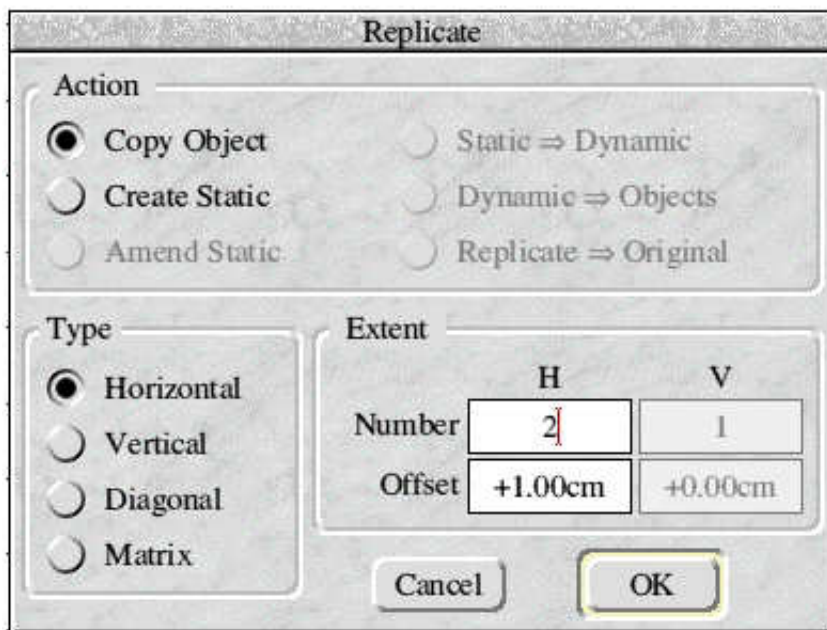 Replicate
Action
Copy Object
Static ⇒ Dynamic
Create Static
Dynamic ⇒ Objects
Amend Static
Replicate ⇒ Original
Type
Horizontal
Vertical
Diagonal
Matrix
Extent
H V
Number 2 1
Offset +1.00cm +0.00cm
Cancel OK